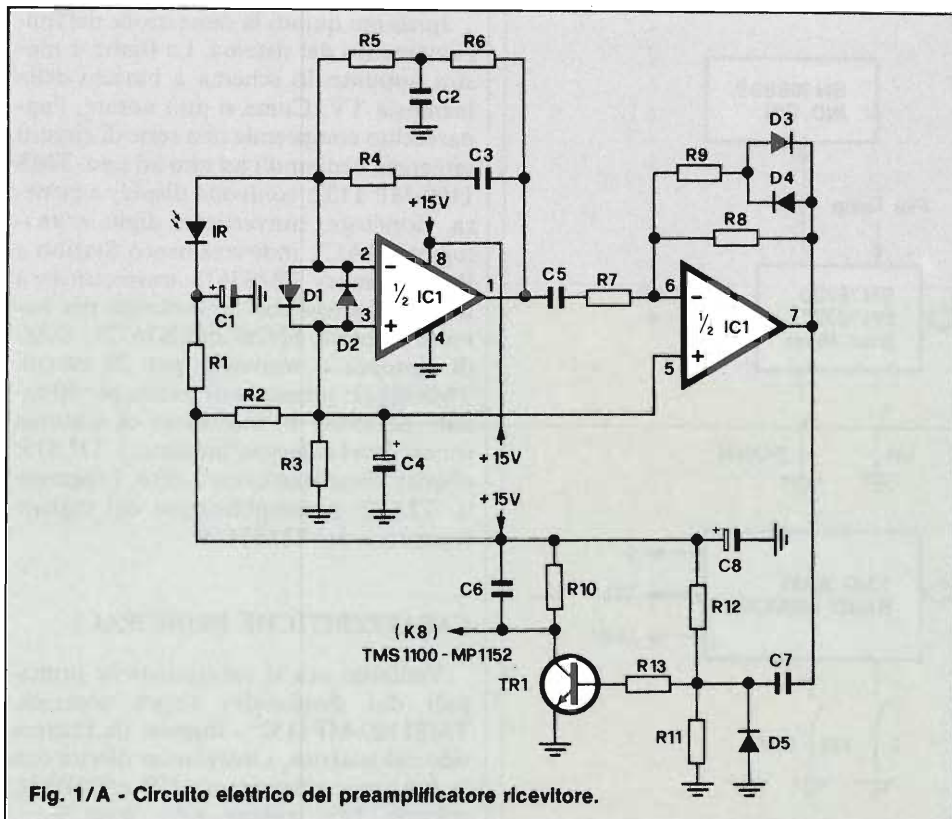 R5
R6
C2
R4
C3
+15V
IR
D1
D2
2
3
8
1
4
½ IC1
C1
R1
R2
R3
C4
C5
R7
R9
D3
D4
R8
6
5
7
½ IC1
+15V
+15V
C6
R10
(K8)
TMS1100 - MP1152
TR1
R13
R12
R11
C8
C7
D5
Fig. 1/A - Circuito elettrico del preamplificatore ricevitore.